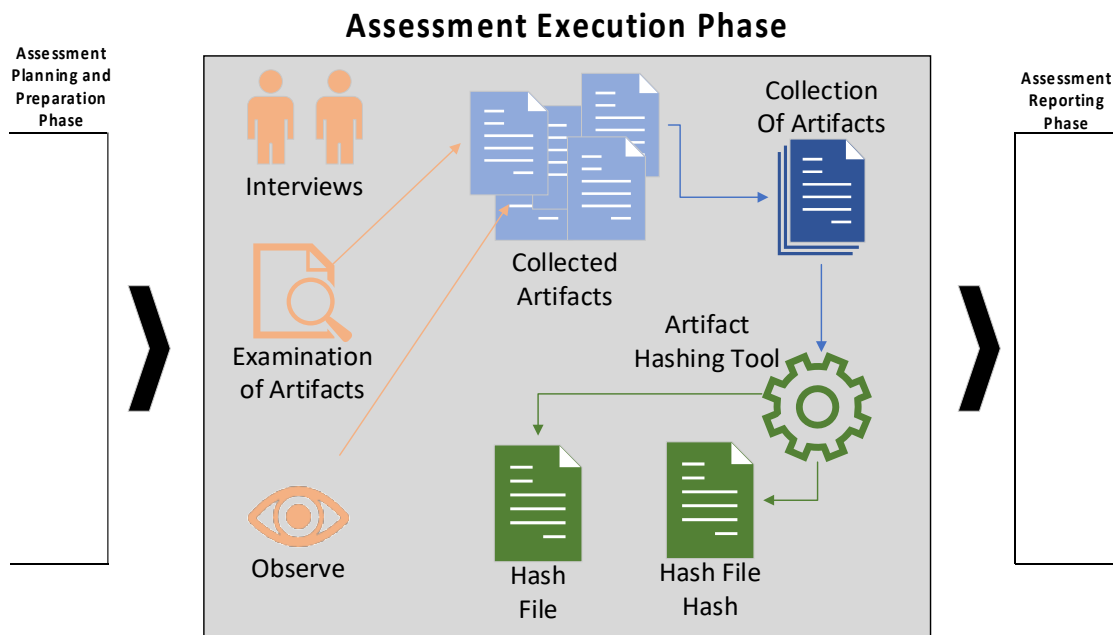 Assessment Execution Phase
Assessment
Planning and
Preparation
Phase
Interviews
Examination
of Artifacts
Observe
Collected
Artifacts
Collection
Of Artifacts
Artifact
Hashing Tool
Hash
File
Hash File
Hash
Assessment
Reporting
Phase